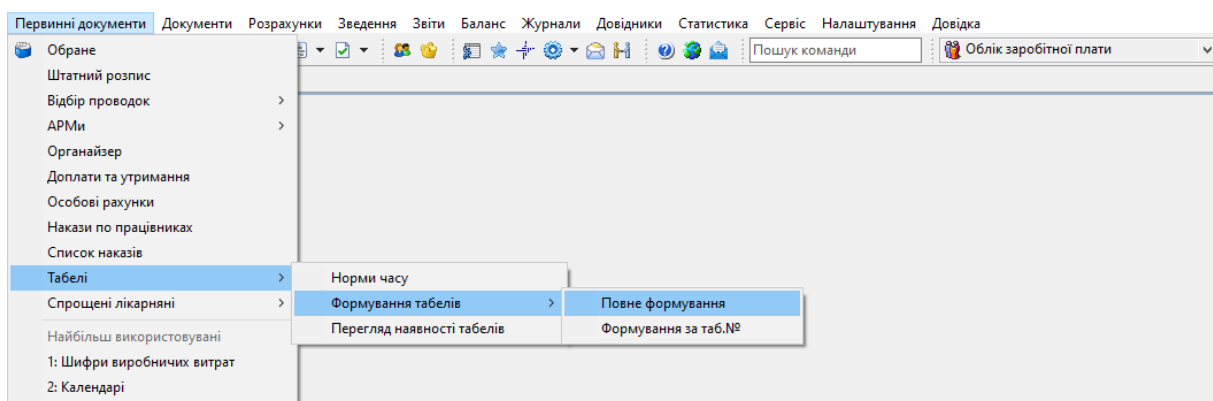 Первинні документи Документи Розрахунки Зведення Звіти Баланс Журнали Довідники Статистика Сервіс Налаштування Довідка
Пошук команди Облік заробітної плати
Обране
Штатний розпис
Відбір проводок
АРМи
Органайзер
Доплати та утримання
Особові рахунки
Накази по працівниках
Список наказів
Табелі
Спрощені лікарняні
Найбільш використовувані
1: Шифри виробничих витрат
2: Календарі
Норми часу
Формування табелів
Перегляд наявності табелів
Повне формування
Формування за таб.№